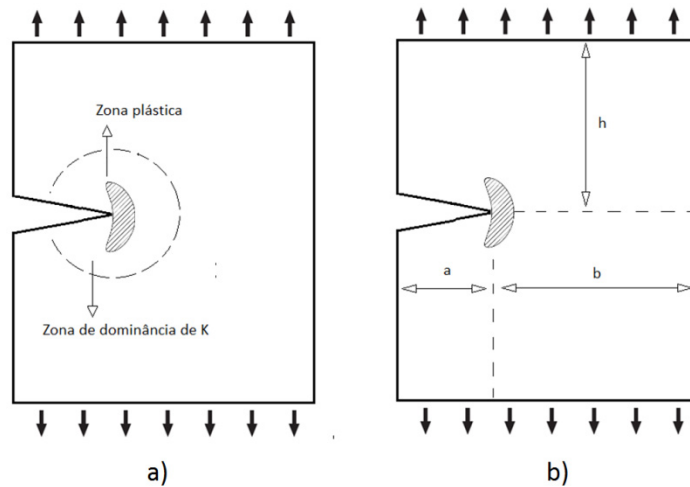 Zona plástica
Zona de dominância de K
a)
h
a
b
b)